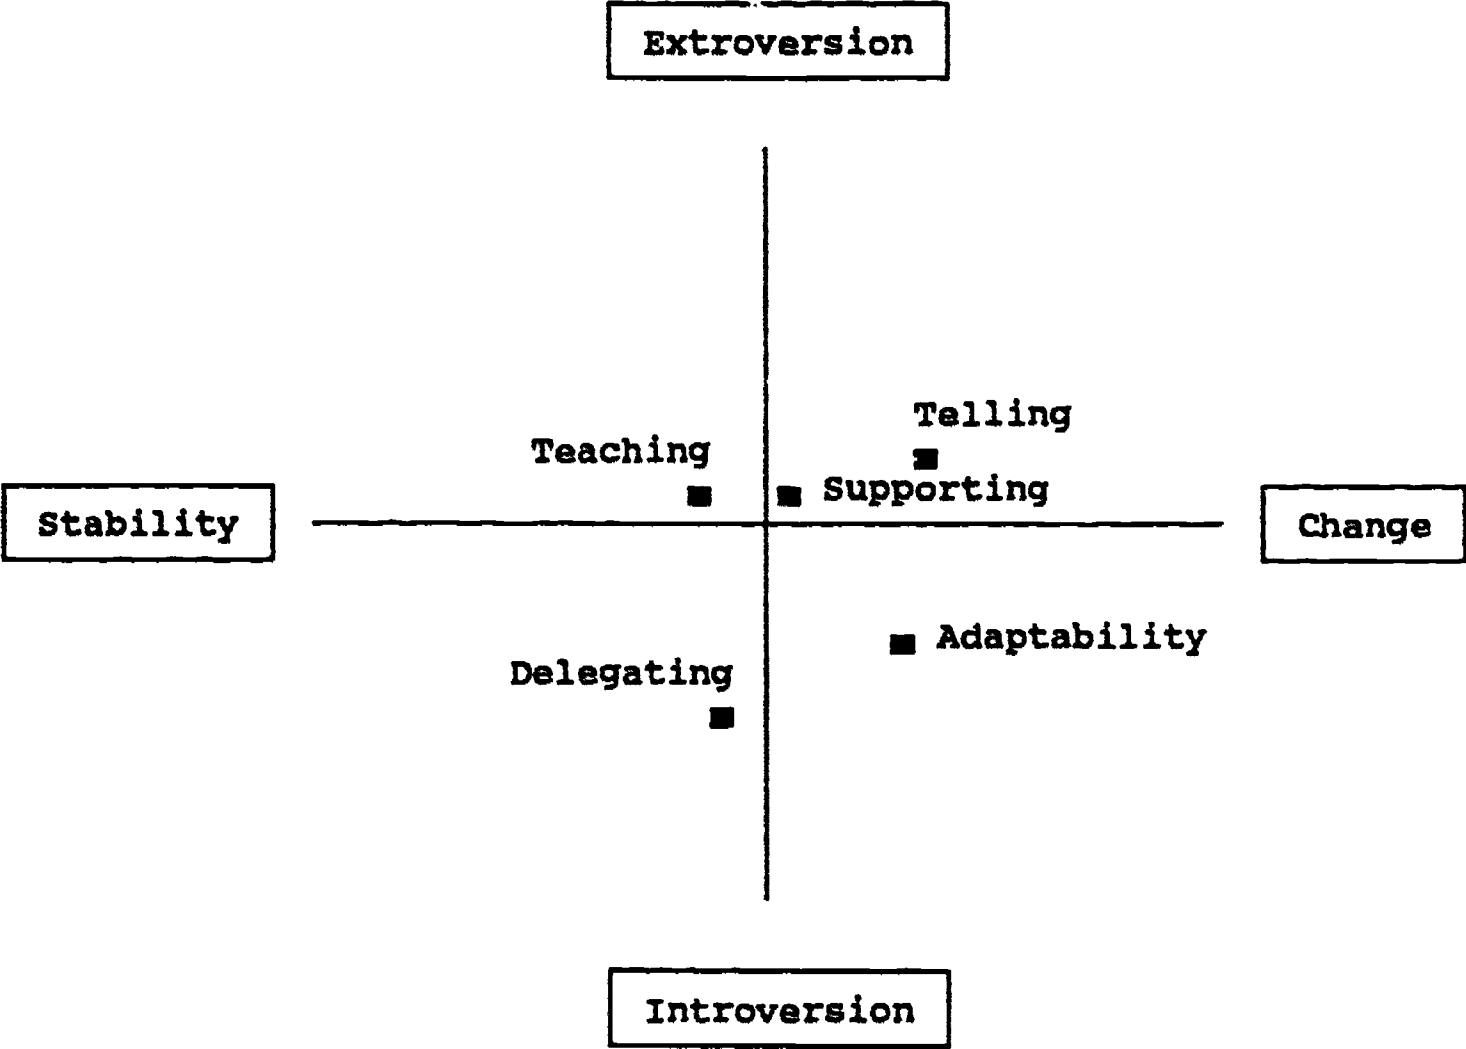 Extroversion
Telling
Teaching
Supporting
Stability
Change
Adaptability
Delegating
Introversion